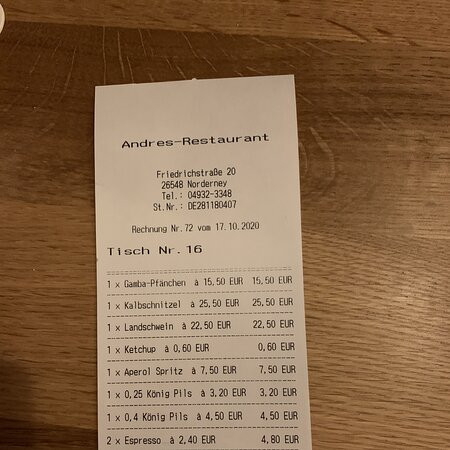 Andres-Restaurant
Friedrichstraße 20
26548 Norderney
Tel.: 04932-3348
St.Nr.: DE281180407
Rechnung Nr.72 vom 17.10.2020
Tisch Nr.16
1 x Gamba-Pfänchen à 15,50 EUR 15,50 EUR
1 x Kalbschnitzel à 25,50 EUR 25,50 EUR
1 x Landschwein à 22,50 EUR 22,50 EUR
1 x Ketchup à 0,60 EUR 0,60 EUR
1 x Aperol Spritz à 7,50 EUR 7,50 EUR
1 x 0,25 König Pils à 3,20 EUR 3,20 EUR
1 x 0,4 König Pils à 4,50 EUR 4,50 EUR
2 x Espresso à 2,40 EUR 4,80 EUR